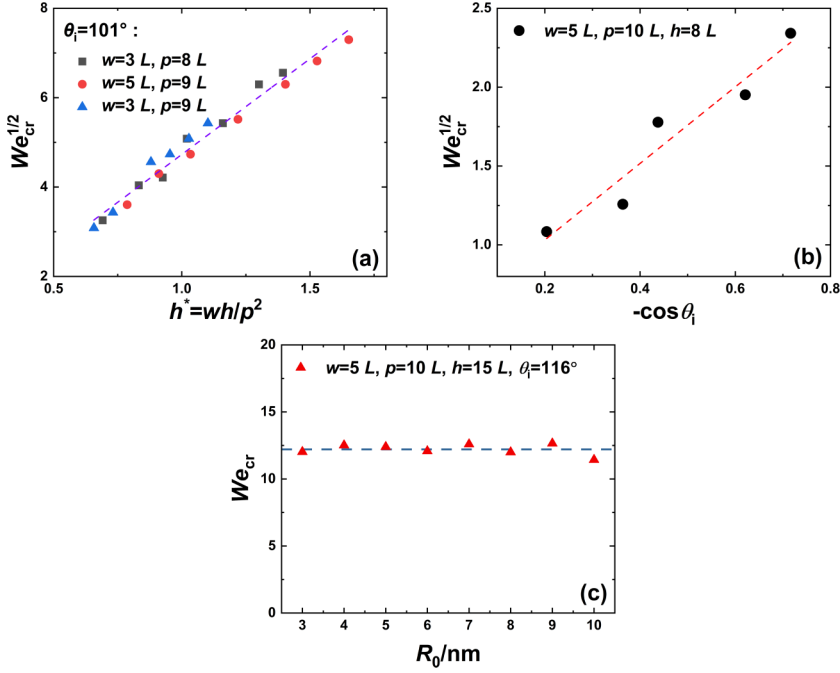 θi=101° :
w=3 L, p=8 L
w=5 L, p=9 L
w=3 L, p=9 L
We_cr^1/2
8
6
4
2
0.5 1.0 1.5
h*=wh/p^2
(a)
w=5 L, p=10 L, h=8 L
We_cr^1/2
2.5
2.0
1.5
1.0
0.2 0.4 0.6 0.8
-cosθi
(b)
w=5 L, p=10 L, h=15 L, θi=116°
We_cr
20
15
10
5
0
3 4 5 6 7 8 9 10
R_0/nm
(c)